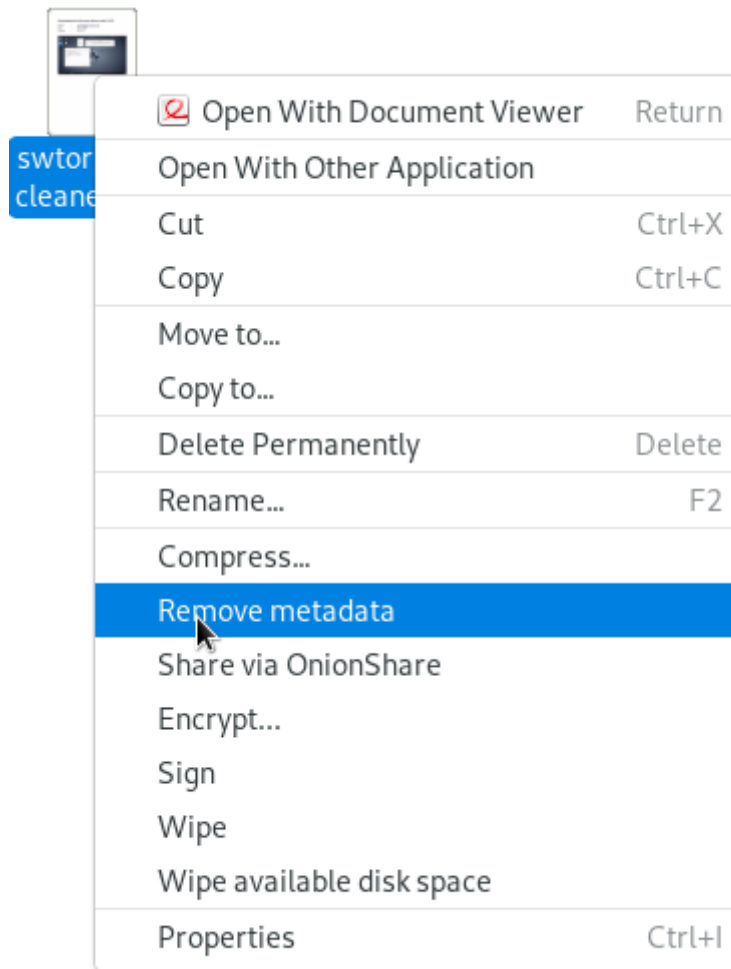 Open With Document Viewer Return
swtor
Open With Other Application
cleane
Cut Ctrl+X
Copy Ctrl+C
Move to...
Copy to...
Delete Permanently Delete
Rename... F2
Compress...
Remove metadata
Share via OnionShare
Encrypt...
Sign
Wipe
Wipe available disk space
Properties Ctrl+I